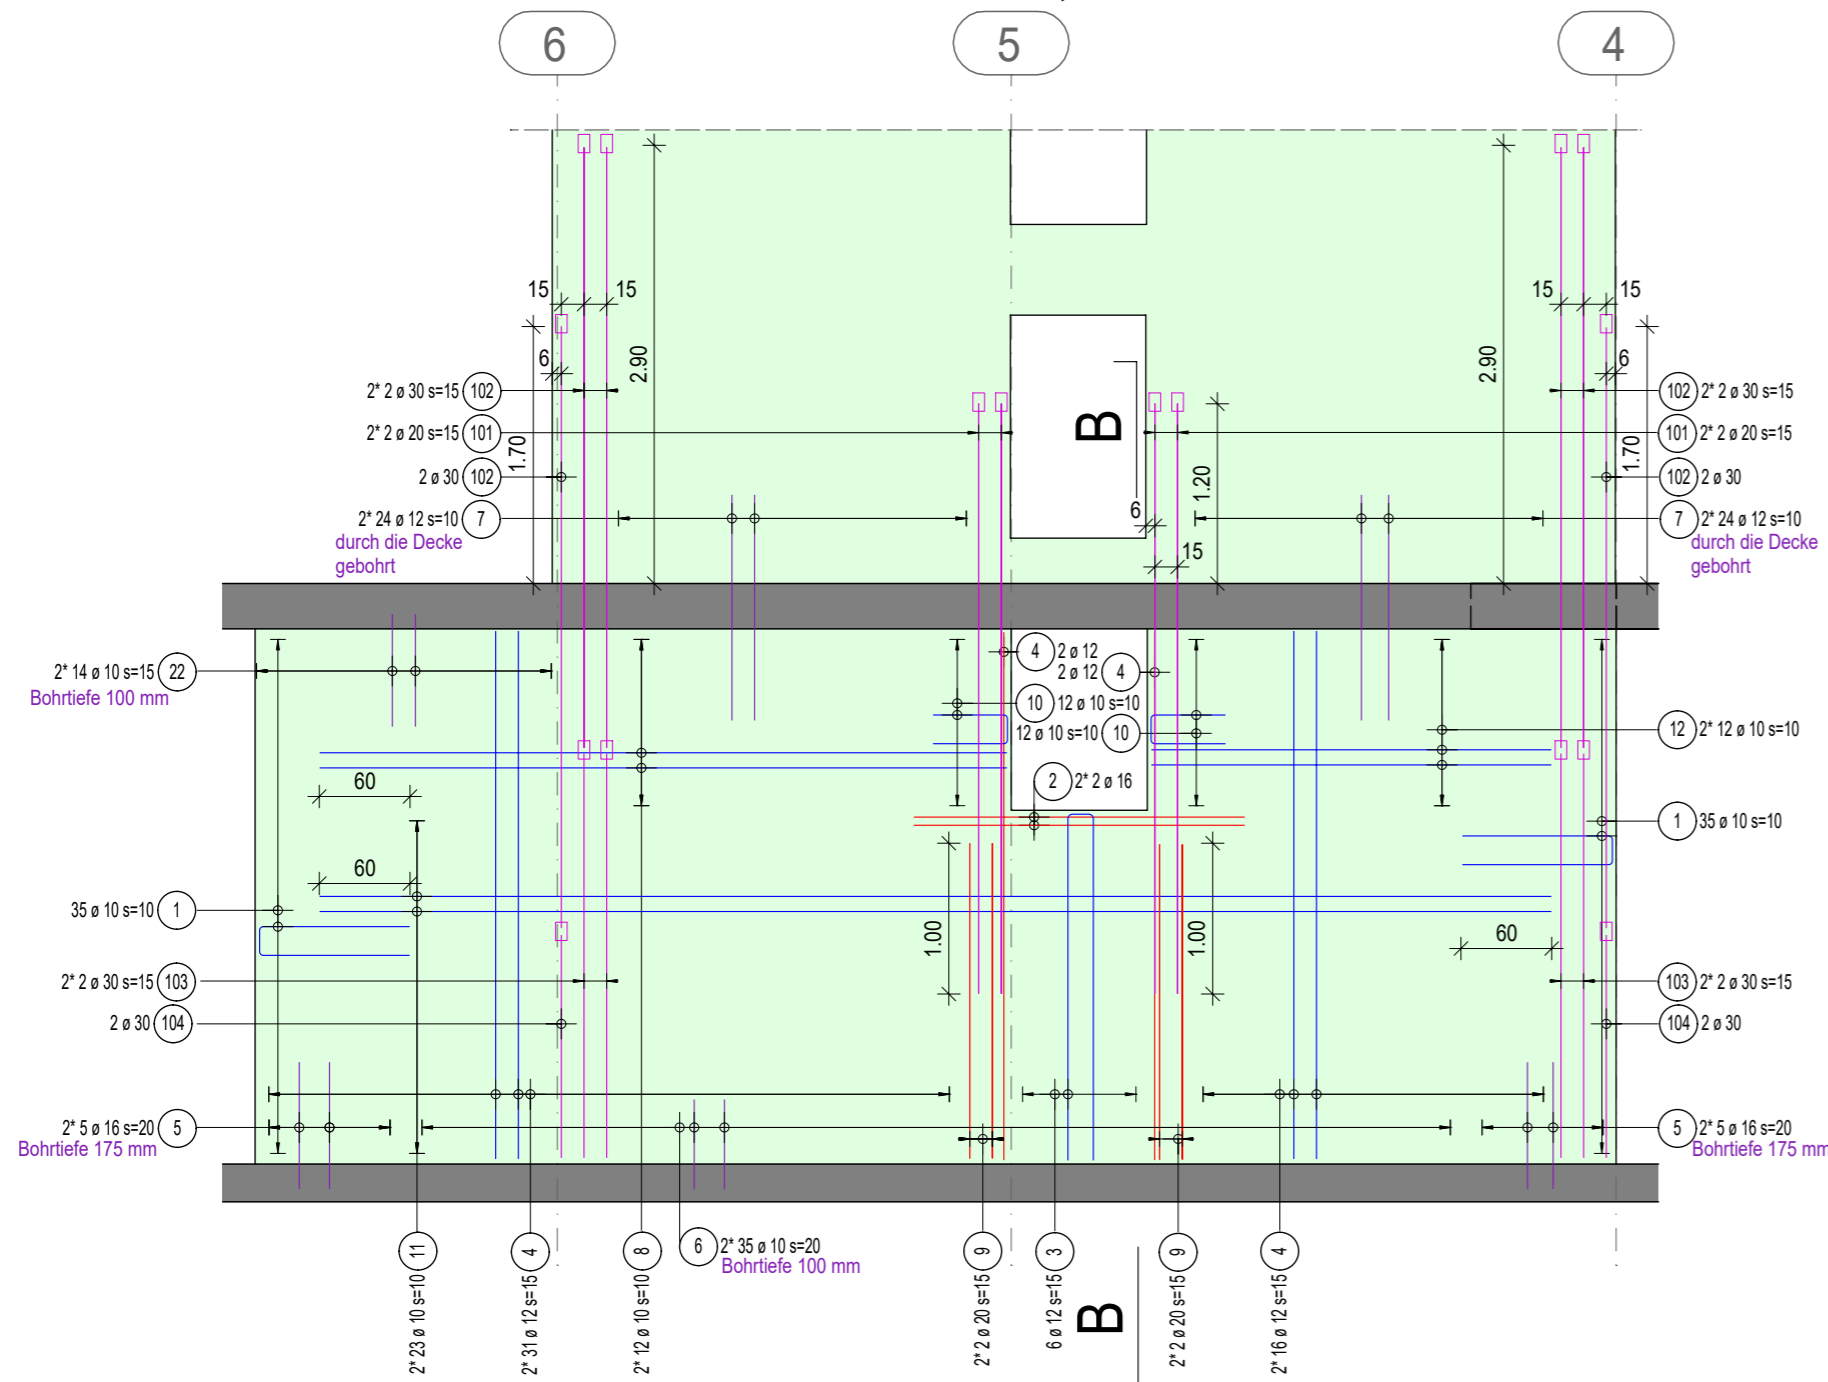 6
5
4
15
15
15
15
6
2.90
2.90
6
2* 2 ø 30 s=15 102
102 2* 2 ø 30 s=15
B
2* 2 ø 20 s=15 101
101 2* 2 ø 20 s=15
1.70
1.70
2 ø 30 102
102 2 ø 30
1.20
6
2* 24 ø 12 s=10 7
durch die Decke
gebohrt
7 2* 24 ø 12 s=10
durch die Decke
gebohrt
15
4 2 ø 12
2 ø 12 4
2* 14 ø 10 s=15 22
Bohrtiefe 100 mm
10 12 ø 10 s=10
12 ø 10 s=10 10
12 2* 12 ø 10 s=10
60
2 2* 2 ø 16
1 35 ø 10 s=10
60
35 ø 10 s=10 1
1.00
1.00
60
2* 2 ø 30 s=15 103
103 2* 2 ø 30 s=15
2 ø 30 104
104 2 ø 30
2* 5 ø 16 s=20 5
Bohrtiefe 175 mm
5 2* 5 ø 16 s=20
Bohrtiefe 175 mm
2* 23 ø 10 s=10 11
2* 31 ø 12 s=15 4
2* 12 ø 10 s=10 8
6 2* 35 ø 10 s=20
Bohrtiefe 100 mm
2* 2 ø 20 s=15 9
6 ø 12 s=15 3
B
2* 2 ø 20 s=15 9
2* 16 ø 12 s=15 4